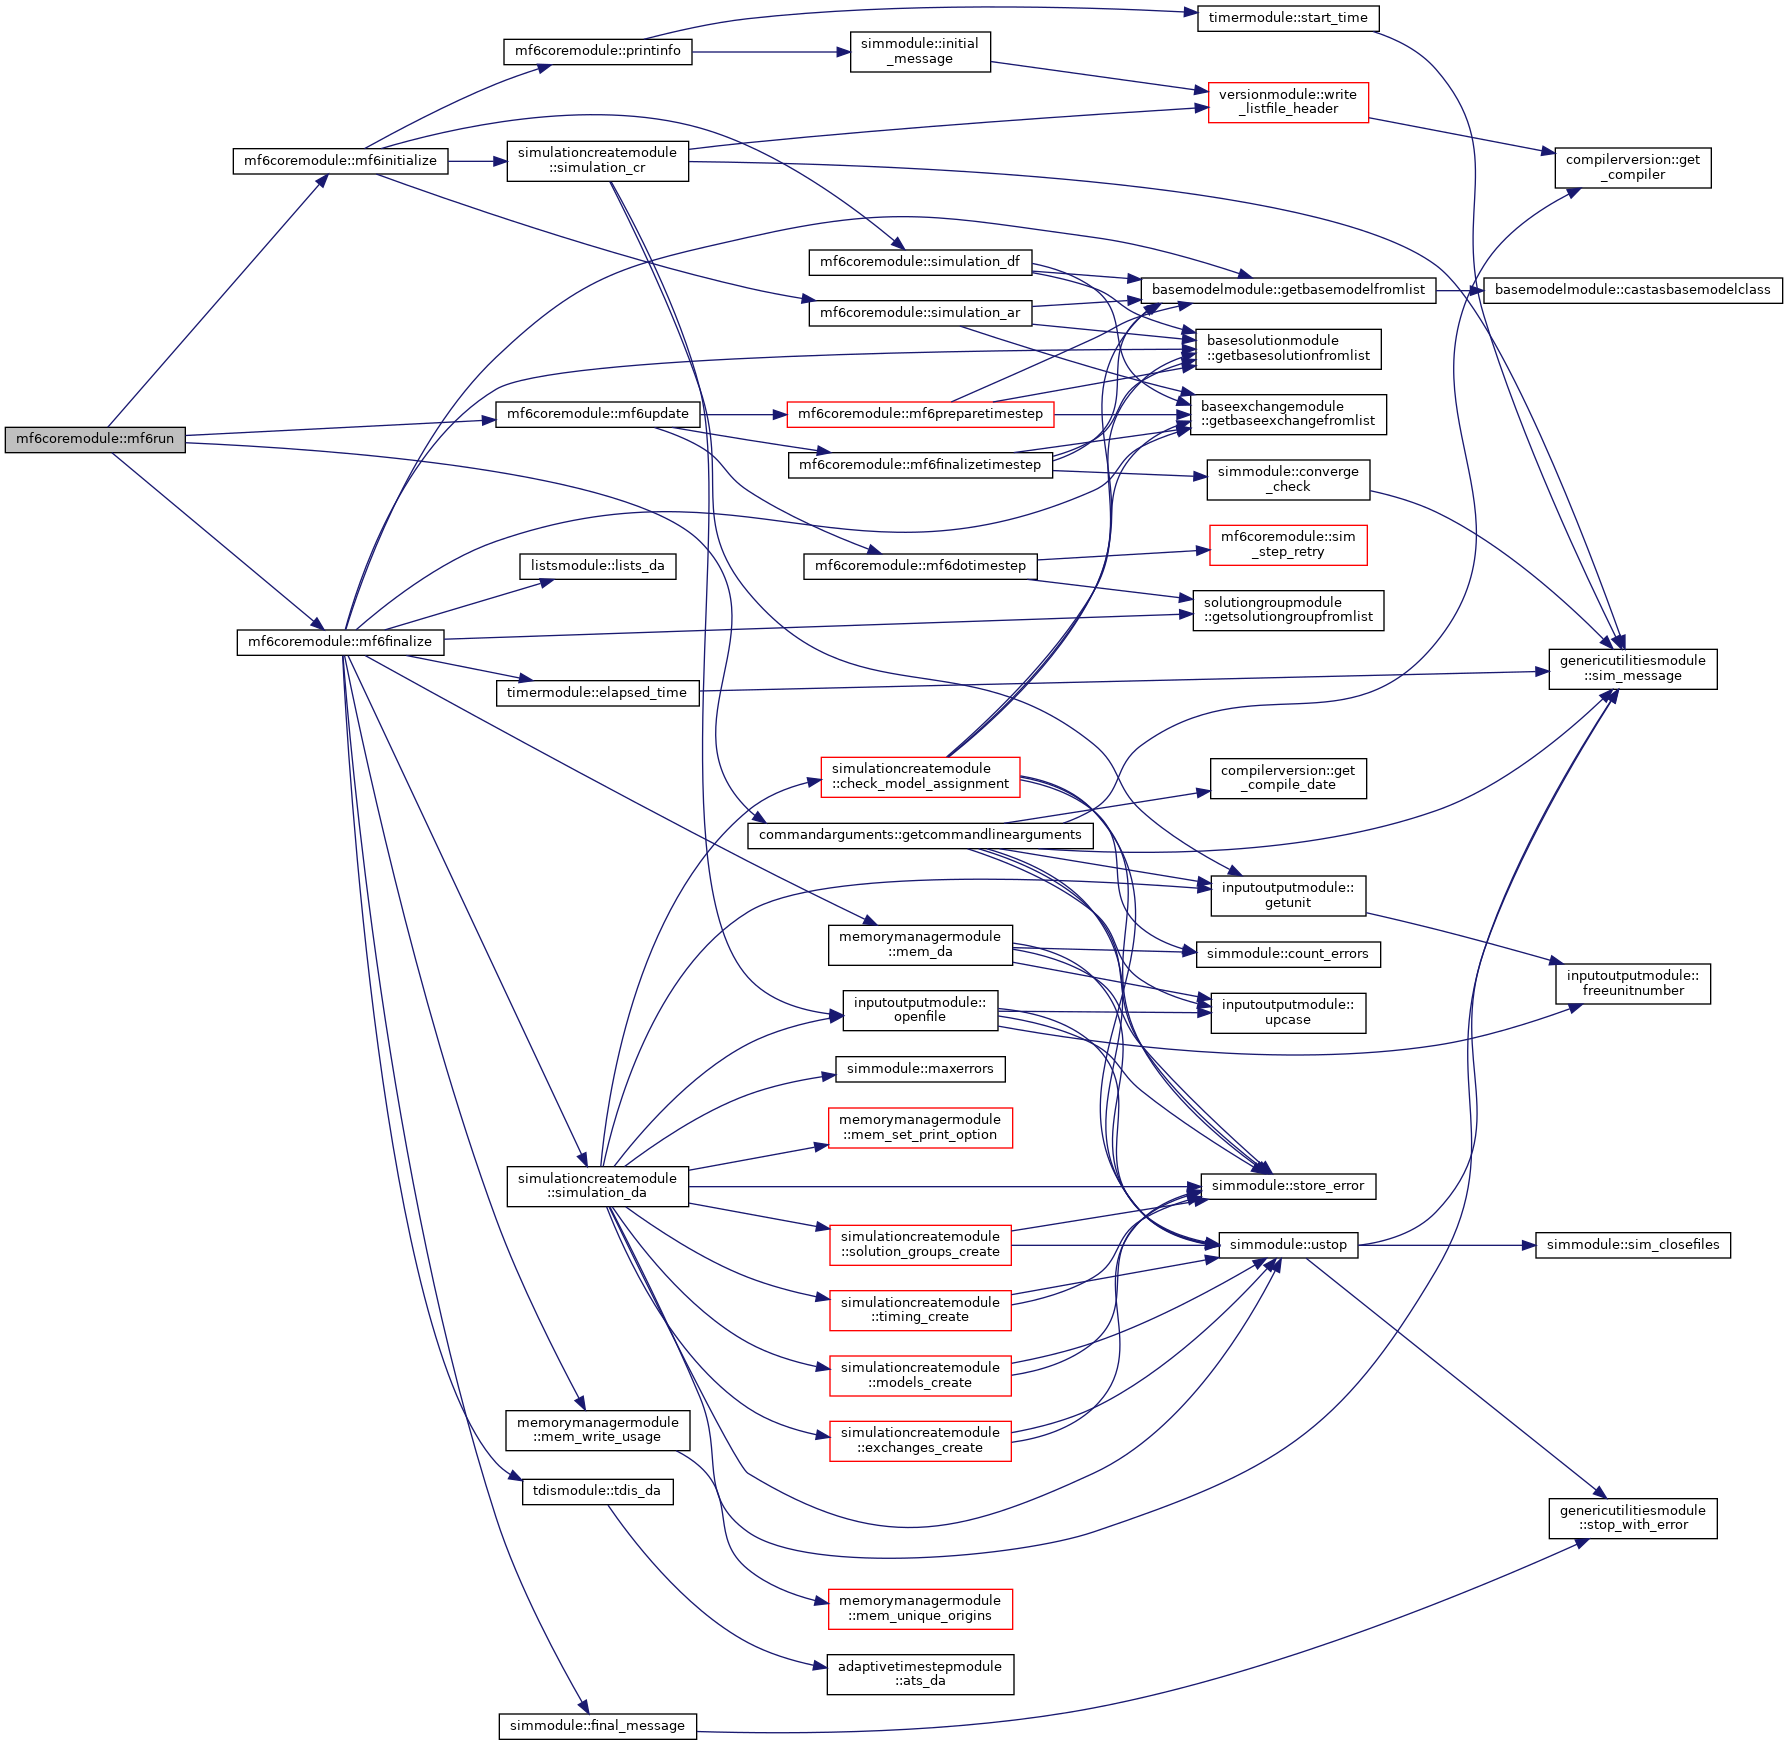 mf6coremodule::mf6run
mf6coremodule::mf6initialize
mf6coremodule::mf6finalize
mf6coremodule::printinfo
simulationcreatemodule
::simulation_cr
mf6coremodule::mf6update
listsmodule::lists_da
timermodule::elapsed_time
simulationcreatemodule
::simulation_da
memorymanagermodule
::mem_write_usage
tdismodule::tdis_da
simmodule::final_message
simmodule::initial
_message
mf6coremodule::simulation_df
mf6coremodule::simulation_ar
mf6coremodule::mf6preparetimestep
mf6coremodule::mf6finalizetimestep
mf6coremodule::mf6dotimestep
simulationcreatemodule
::check_model_assignment
commandarguments::getcommandlinearguments
memorymanagermodule
::mem_da
inputoutputmodule::
openfile
simmodule::maxerrors
memorymanagermodule
::mem_set_print_option
simulationcreatemodule
::solution_groups_create
simulationcreatemodule
::timing_create
simulationcreatemodule
::models_create
simulationcreatemodule
::exchanges_create
memorymanagermodule
::mem_unique_origins
adaptivetimestepmodule
::ats_da
timermodule::start_time
versionmodule::write
_listfile_header
basemodelmodule::getbasemodelfromlist
basesolutionmodule
::getbasesolutionfromlist
baseexchangemodule
::getbaseexchangefromlist
simmodule::converge
_check
mf6coremodule::sim
_step_retry
solutiongroupmodule
::getsolutiongroupfromlist
compilerversion::get
_compile_date
inputoutputmodule::
getunit
simmodule::count_errors
inputoutputmodule::
upcase
simmodule::store_error
simmodule::ustop
compilerversion::get
_compiler
basemodelmodule::castasbasemodelclass
genericutilitiesmodule
::sim_message
inputoutputmodule::
freeunitnumber
simmodule::sim_closefiles
genericutilitiesmodule
::stop_with_error